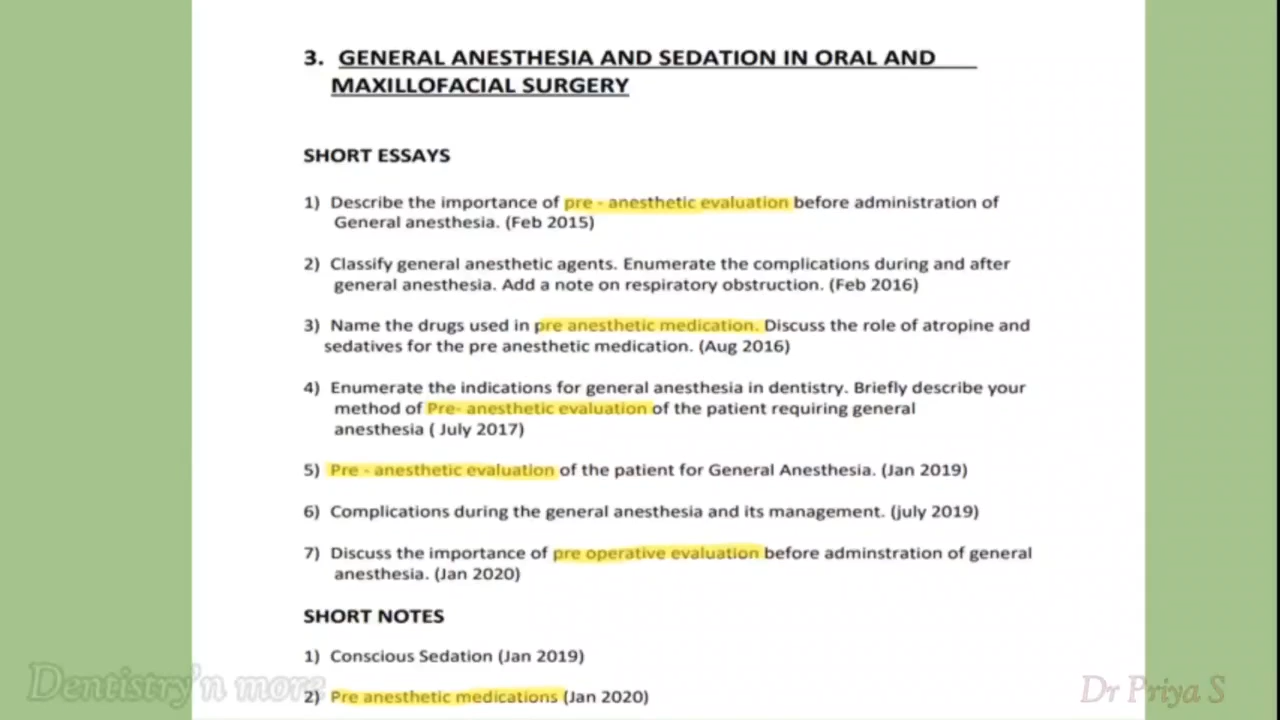 3. GENERAL ANESTHESIA AND SEDATION IN ORAL AND
MAXILLOFACIAL SURGERY
SHORT ESSAYS
1) Describe the importance of pre - anesthetic evaluation before administration of
General anesthesia. (Feb 2015)
2) Classify general anesthetic agents. Enumerate the complications during and after
general anesthesia. Add a note on respiratory obstruction. (Feb 2016)
3) Name the drugs used in pre anesthetic medication. Discuss the role of atropine and
sedatives for the pre anesthetic medication. (Aug 2016)
4) Enumerate the indications for general anesthesia in dentistry. Briefly describe your
method of Pre- anesthetic evaluation of the patient requiring general
anesthesia ( July 2017)
5) Pre - anesthetic evaluation of the patient for General Anesthesia. (Jan 2019)
6) Complications during the general anesthesia and its management. (july 2019)
7) Discuss the importance of pre operative evaluation before adminstration of general
anesthesia. (Jan 2020)
SHORT NOTES
1) Conscious Sedation (Jan 2019)
2) Pre anesthetic medications (Jan 2020)
Dentistry'n more
Dr Priya S